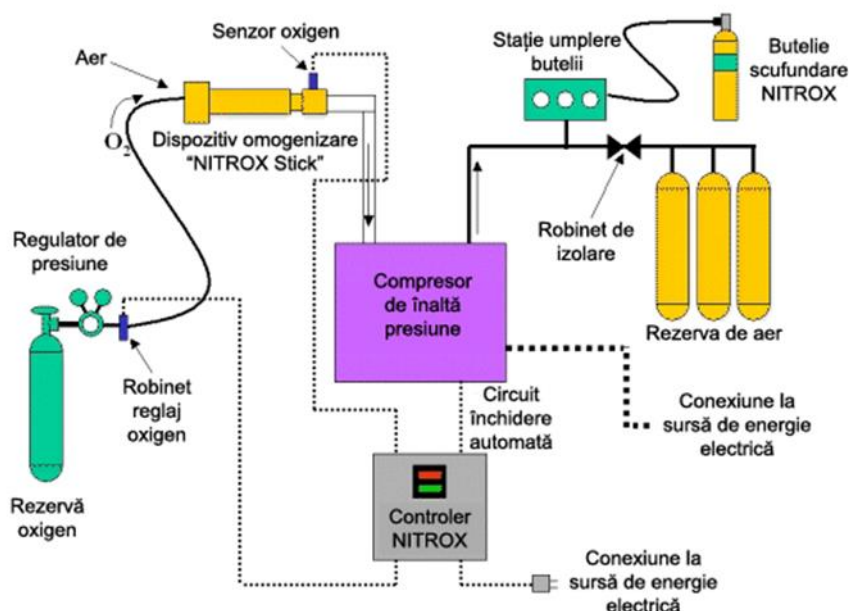 Senzor oxigen
Aer
O2
Dispozitiv omogenizare
“NITROX Stick”
Stație umplere
butelii
Butelie
scufundare
NITROX
Regulator de
presiune
Robinet de
izolare
Compresor
de înaltă
presiune
Rezerva de aer
Robinet
reglaj
oxigen
Circuit
închidere
automată
Conexiune la
sursă de energie
electrică
Rezervă
oxigen
Controler
NITROX
Conexiune la
sursă de energie
electrică